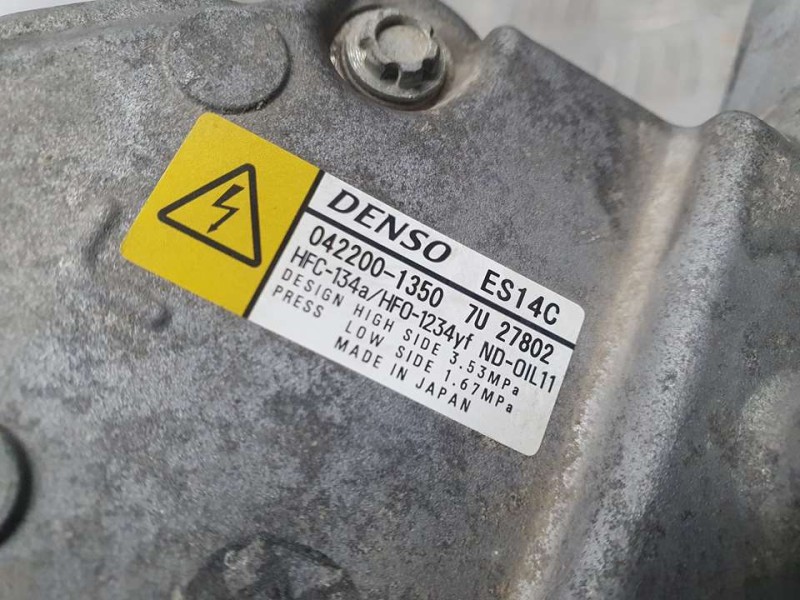 DENSO ES14C
042200-1350 7U 27802
HFC-134a/HFO-1234yf ND-OIL11
DESIGN HIGH SIDE 3.53MPa
PRESS LOW SIDE 1.67MPa
MADE IN JAPAN